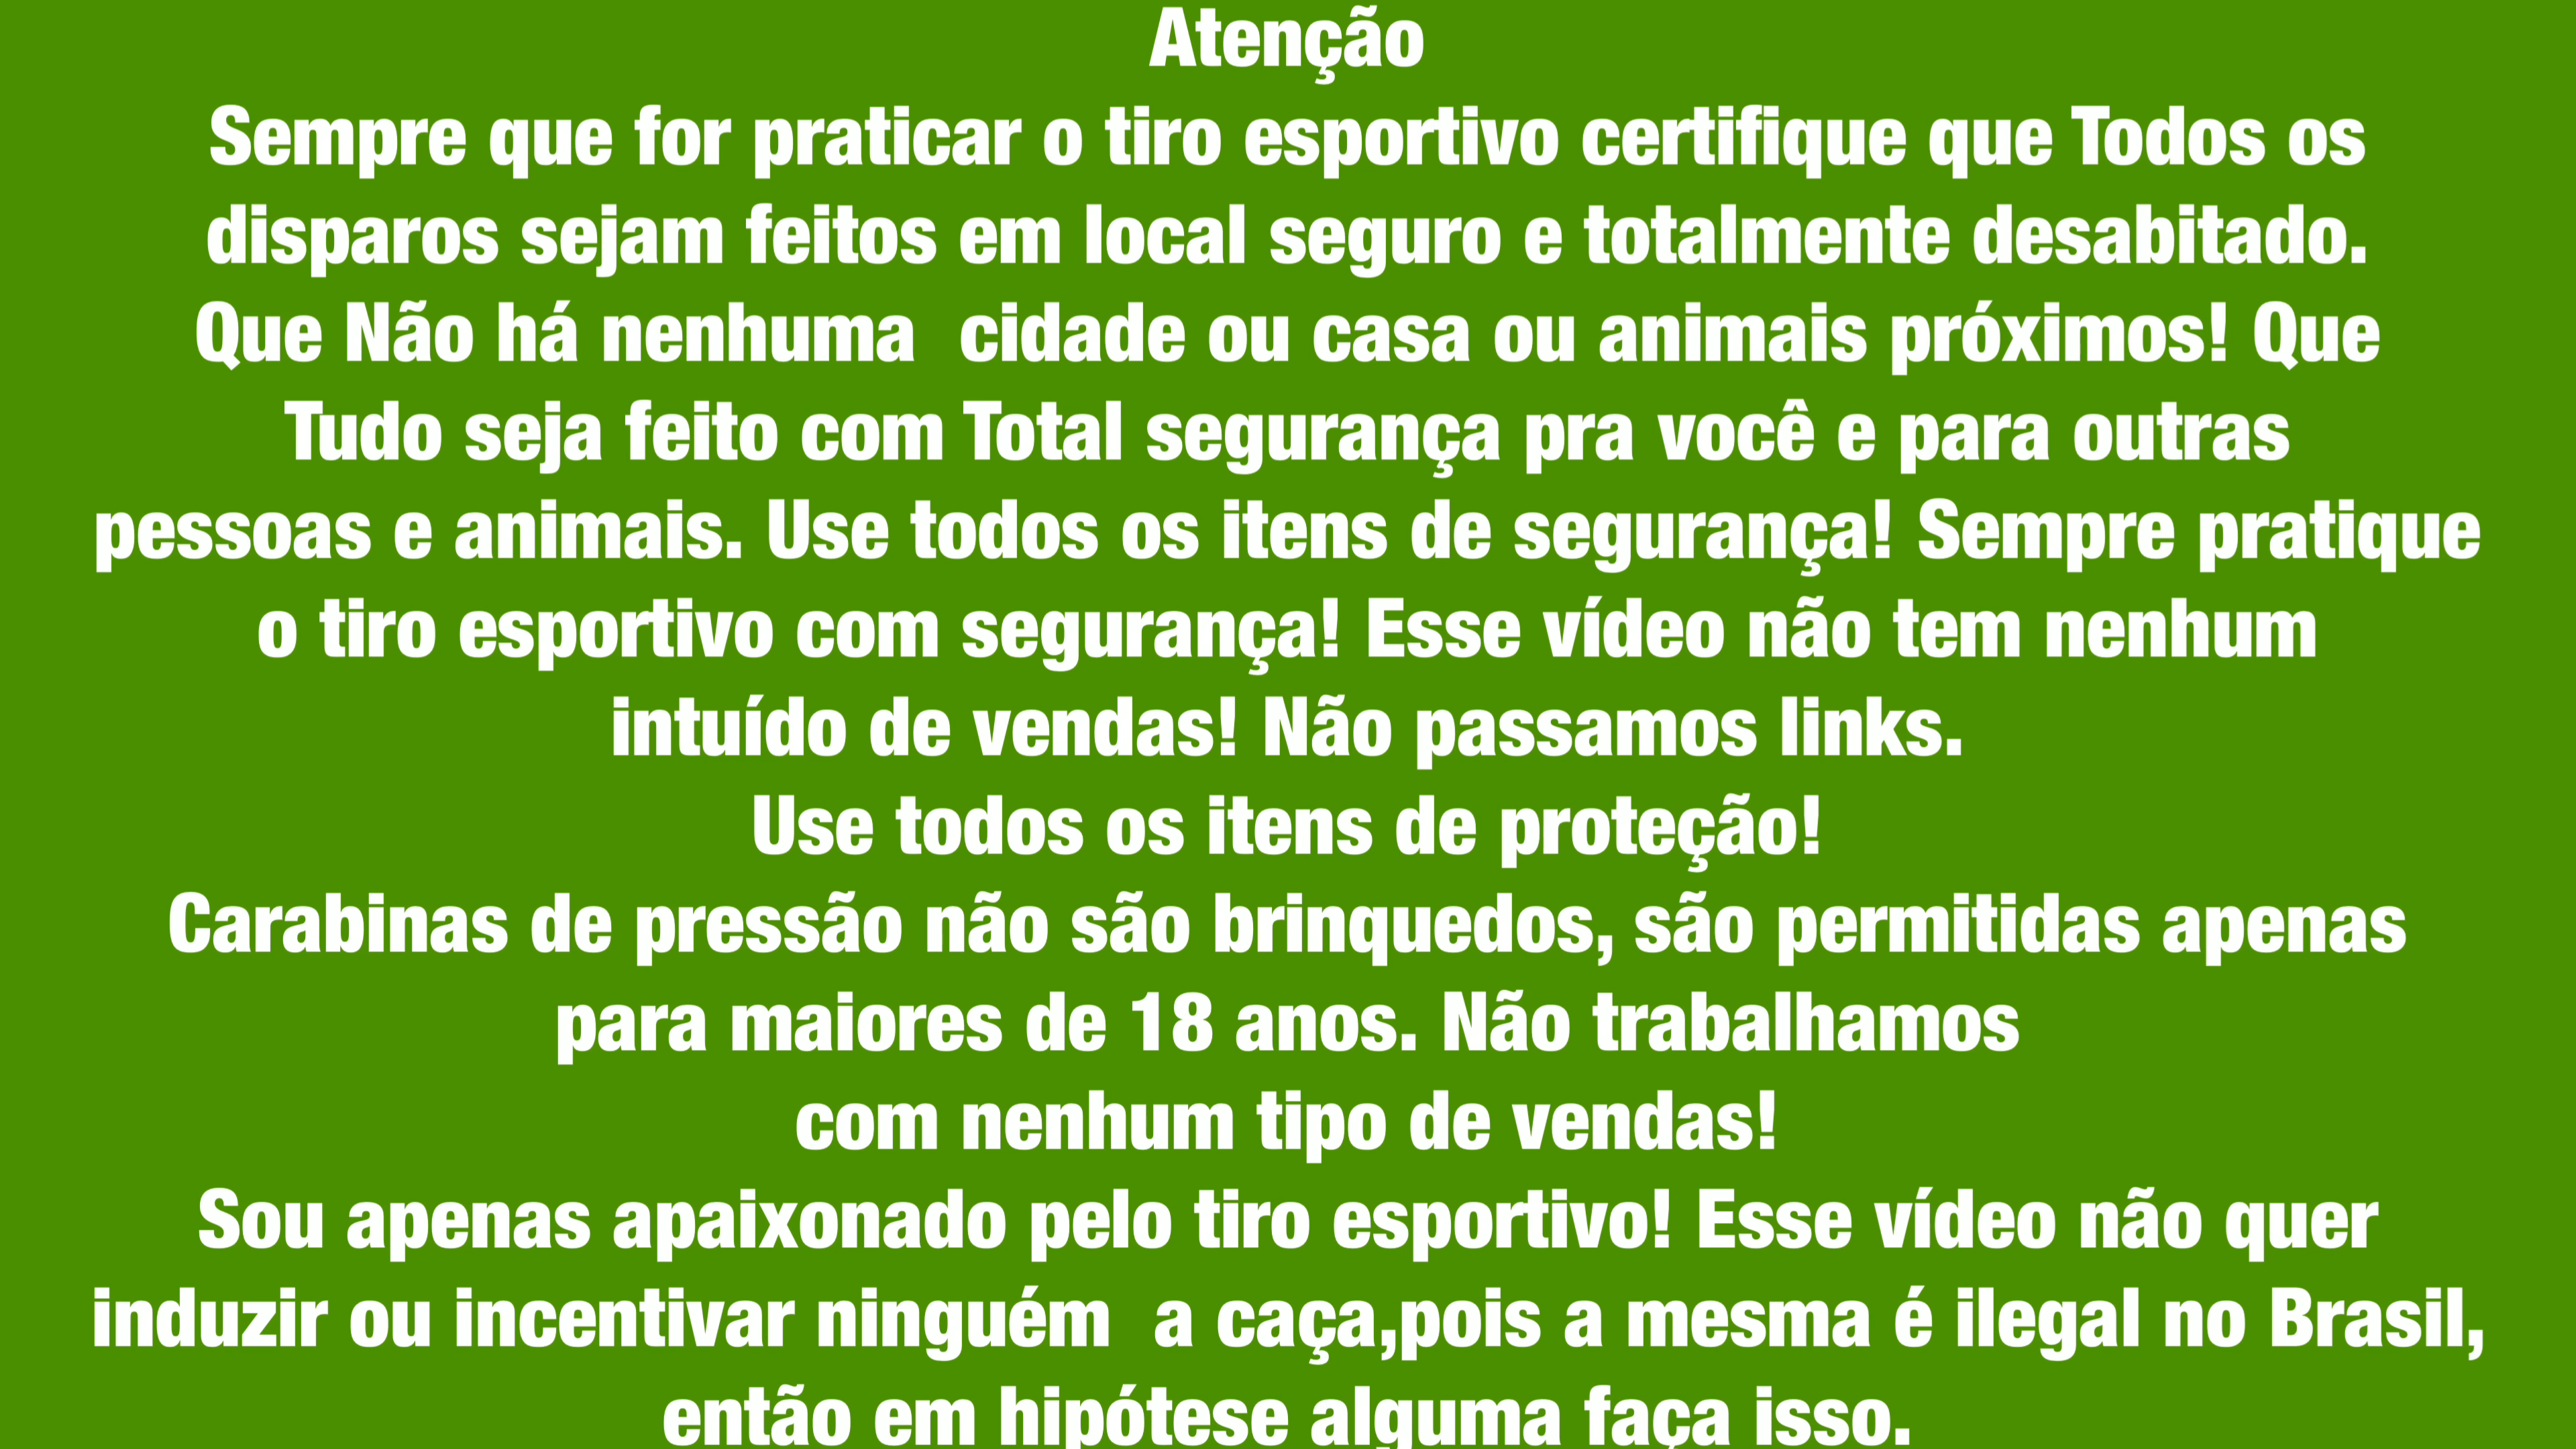 Atenção
Sempre que for praticar o tiro esportivo certifique que Todos os
disparos sejam feitos em local seguro e totalmente desabitado.
Que Não há nenhuma  cidade ou casa ou animais próximos! Que
Tudo seja feito com Total segurança pra você e para outras
pessoas e animais. Use todos os itens de segurança! Sempre pratique
o tiro esportivo com segurança! Esse vídeo não tem nenhum
intuído de vendas! Não passamos links.
Use todos os itens de proteção!
Carabinas de pressão não são brinquedos, são permitidas apenas
para maiores de 18 anos. Não trabalhamos
com nenhum tipo de vendas!
Sou apenas apaixonado pelo tiro esportivo! Esse vídeo não quer
induzir ou incentivar ninguém  a caça,pois a mesma é ilegal no Brasil,
então em hipótese alguma faça isso.